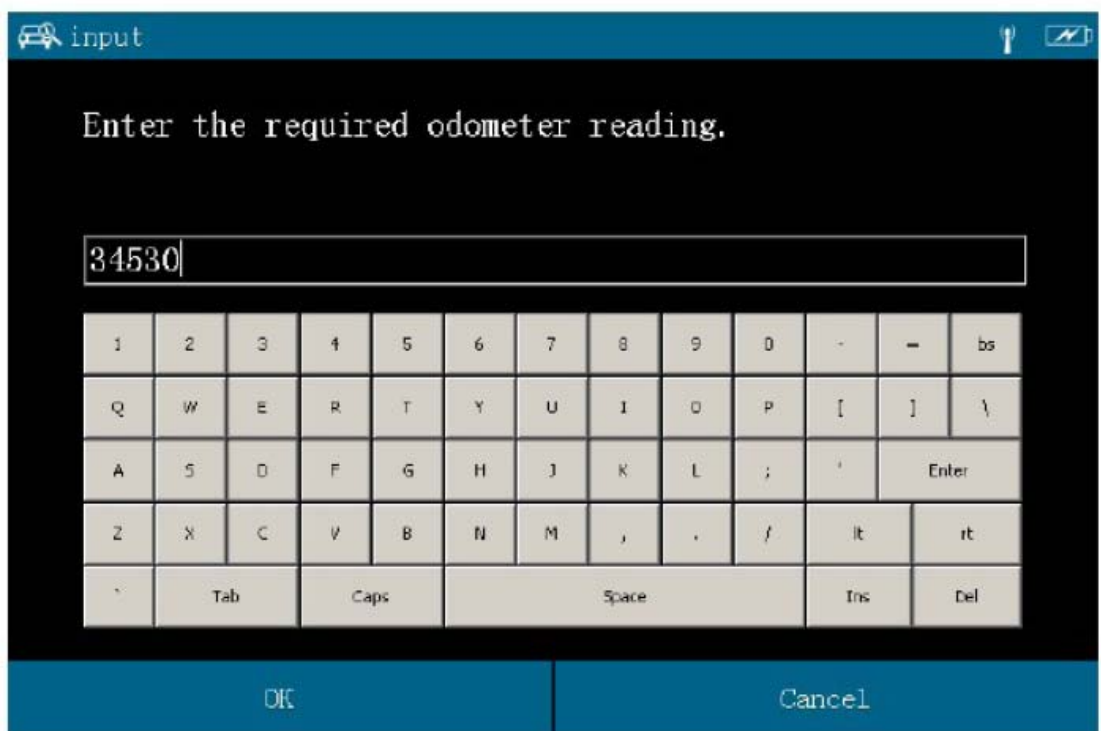 input
Enter the required odometer reading.
34530
1 2 3 4 5 6 7 8 9 0 - = bs
Q W E R T Y U I O P [ ] \
A S D F G H J K L ; ' Enter
Z X C V B N M , . / lt rt
` Tab Caps Space Ins Del
OK Cancel